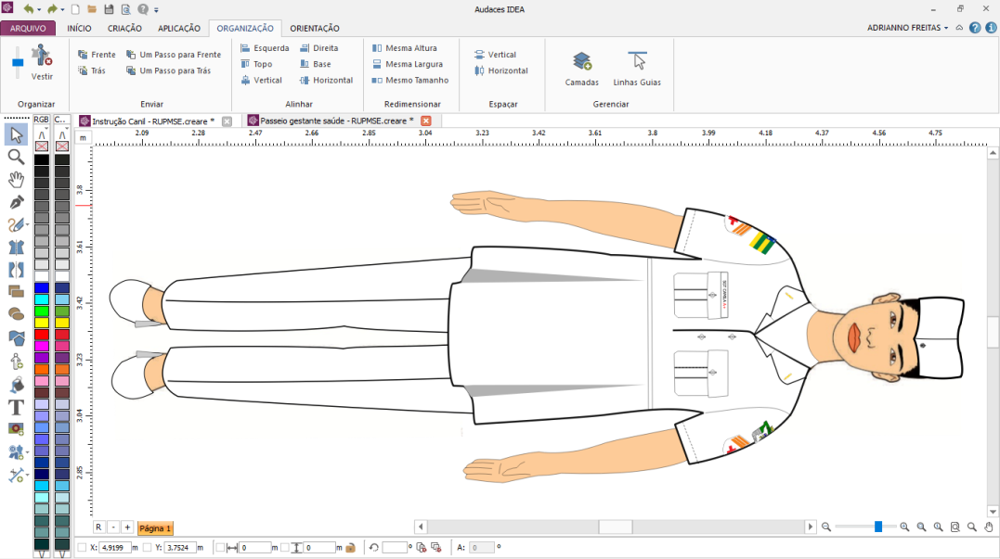 Audaces IDEA
ARQUIVO INÍCIO CRIAÇÃO APLICAÇÃO ORGANIZAÇÃO ORIENTAÇÃO ADRIANNO FREITAS
Vestir
Organizar
Frente Um Passo para Frente
Trás Um Passo para Trás
Enviar
Esquerda Direita
Topo Base
Vertical Horizontal
Alinhar
Mesma Altura
Mesma Largura
Mesmo Tamanho
Redimensionar
Vertical
Horizontal
Espaçar
Camadas Linhas Guias
Gerenciar
RGB C... Instrução Canil - RUPMSE.creare * Passeio gestante saúde - RUPMSE.creare *
m 2.09 2.28 2.47 2.66 2.85 3.04 3.23 3.42 3.61 3.8 3.99 4.18 4.37 4.56 4.75
3.8
3.61
3.42
3.23
3.04
2.85
R - + Página 1
X: 4.9199 m Y: 3.7524 m 0 m 0 m ° A: 0 °